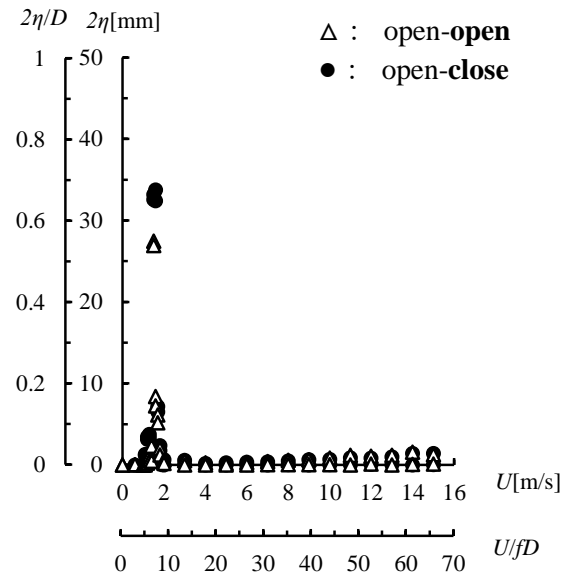 2η/D 2η[mm]
△ : open-open
● : open-close
1 50
0.8 40
0.6 30
0.4 20
0.2 10
0 0
0 2 4 6 8 10 12 14 16 U[m/s]
0 10 20 30 40 50 60 70 U/fD